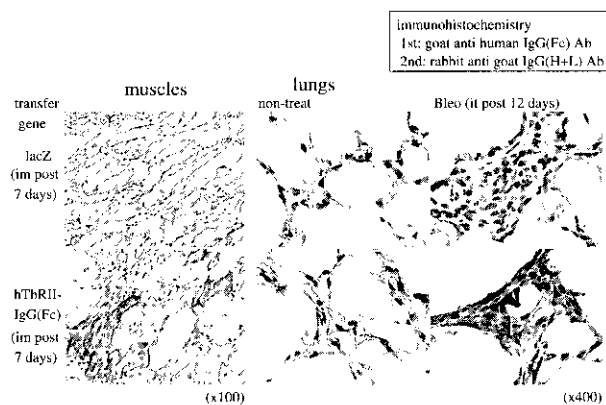 immunohistochemistry
1st: goat anti human IgG(Fc) Ab
2nd: rabbit anti goat IgG(H+L) Ab
muscles
lungs
transfer
gene
non-treat
Bleo (it post 12 days)
lacZ
(im post
7 days)
hTbRII-
IgG(Fc)
(im post
7 days)
(x100)
(x400)